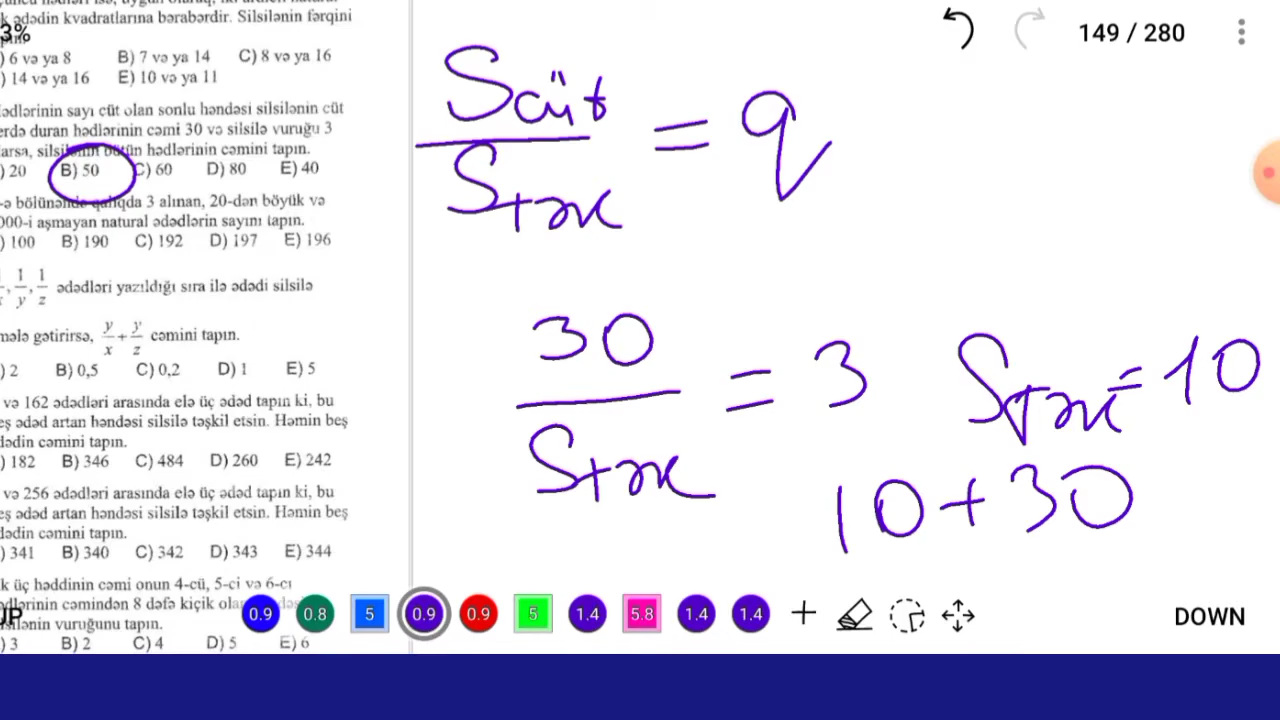 k ədədin kvadratlarına bərabərdir. Silsilənin fərqini
3%
) 6 və ya 8 B) 7 və ya 14 C) 8 və ya 16
) 14 və ya 16 E) 10 və ya 11
ədlərinin sayı cüt olan sonlu həndəsi silsilənin cüt
erdə duran hədlərinin cəmi 30 və silsilə vuruğu 3
arsa, silsilənin bütün hədlərinin cəmini tapın.
) 20 B) 50 C) 60 D) 80 E) 40
-ə bölünəndə qalıqda 3 alınan, 20-dən böyük və
000-i aşmayan natural ədədlərin sayını tapın.
) 100 B) 190 C) 192 D) 197 E) 196
1/y, 1/z ədədləri yazıldığı sıra ilə ədədi silsilə
mələ gətirirsə, y/x + y/z cəmini tapın.
) 2 B) 0,5 C) 0,2 D) 1 E) 5
və 162 ədədləri arasında elə üç ədəd tapın ki, bu
eş ədəd artan həndəsi silsilə təşkil etsin. Həmin beş
dədin cəmini tapın.
) 182 B) 346 C) 484 D) 260 E) 242
və 256 ədədləri arasında elə üç ədəd tapın ki, bu
eş ədəd artan həndəsi silsilə təşkil etsin. Həmin beş
dədin cəmini tapın.
) 341 B) 340 C) 342 D) 343 E) 344
k üç həddinin cəmi onun 4-cü, 5-ci və 6-cı
ədlərinin cəmindən 8 dəfə kiçik
silsilənin vuruğunu tapın.
) 3 B) 2 C) 4 D) 5 E) 6
149 / 280
Scüt
/ Stək = q
30
/ Stək = 3 Stək = 10
10 + 30
UP 0.9 0.8 5 0.9 0.9 5 1.4 5.8 1.4 1.4 + DOWN